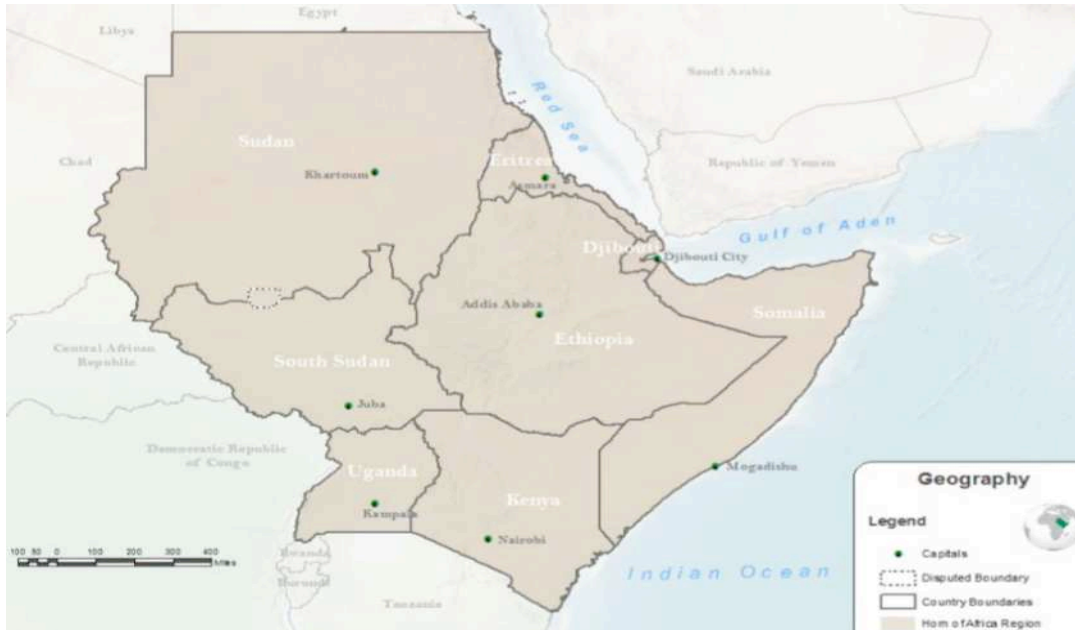 Egypt
Libya
Saudi Arabia
Red Sea
Sudan
Chad
Eritrea
Republic of Yemen
Khartoum
Asmara
Gulf of Aden
Djibouti
Djibouti City
Addis Ababa
Somalia
Ethiopia
Central African
Republic
South Sudan
Juba
Democratic Republic
of Congo
Uganda
Mogadishu
Kenya
Kampala
Nairobi
Rwanda
Burundi
Tanzania
Indian Ocean
100 50 0 100 200 300 400
Miles
Geography
Legend
Capitals
Disputed Boundary
Country Boundaries
Horn of Africa Region